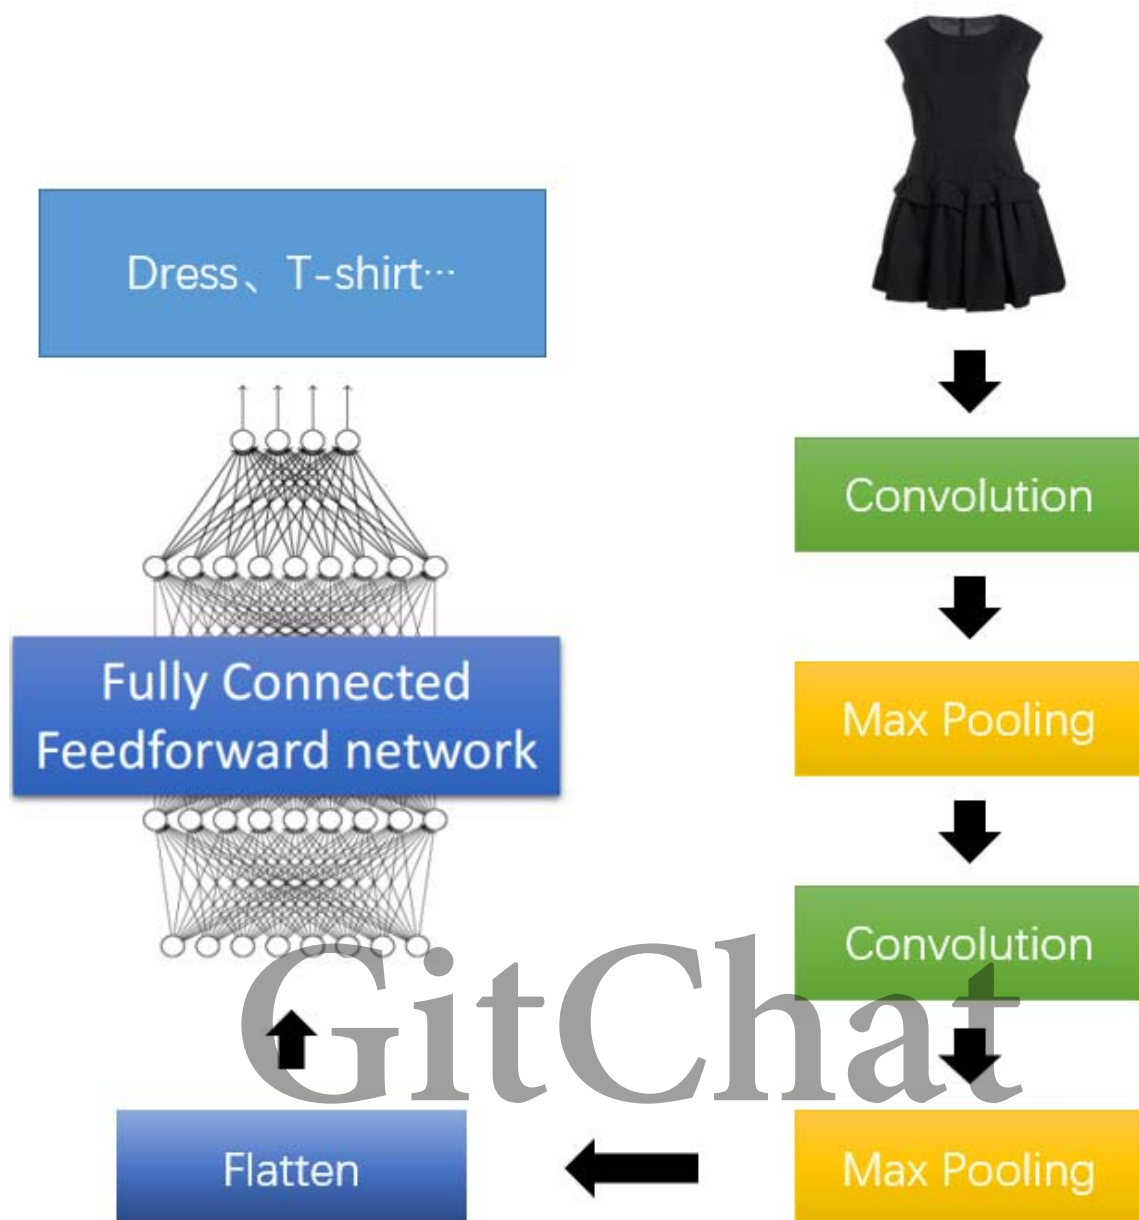 Dress、T-shirt…
Convolution
Max Pooling
Convolution
Max Pooling
Flatten
Fully Connected
Feedforward network
GitChat